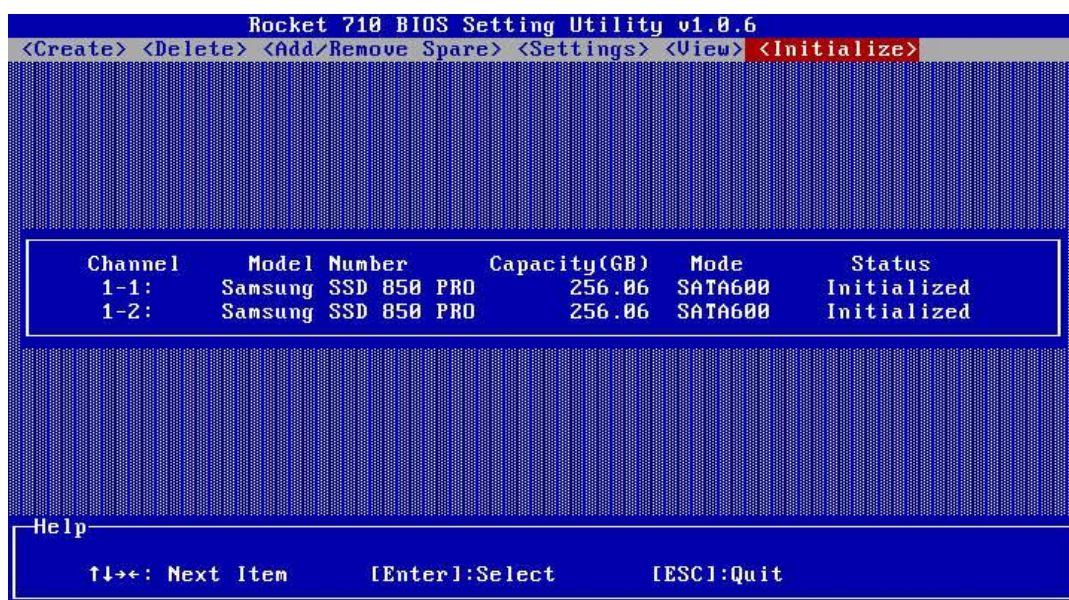 Rocket 710 BIOS Setting Utility v1.0.6
<Create> <Delete> <Add/Remove Spare> <Settings> <View> <Initialize>
Channel Model Number Capacity(GB) Mode Status
1-1: Samsung SSD 850 PRO 256.06 SATA600 Initialized
1-2: Samsung SSD 850 PRO 256.06 SATA600 Initialized
Help
↑↓→←: Next Item [Enter]:Select [ESC]:Quit